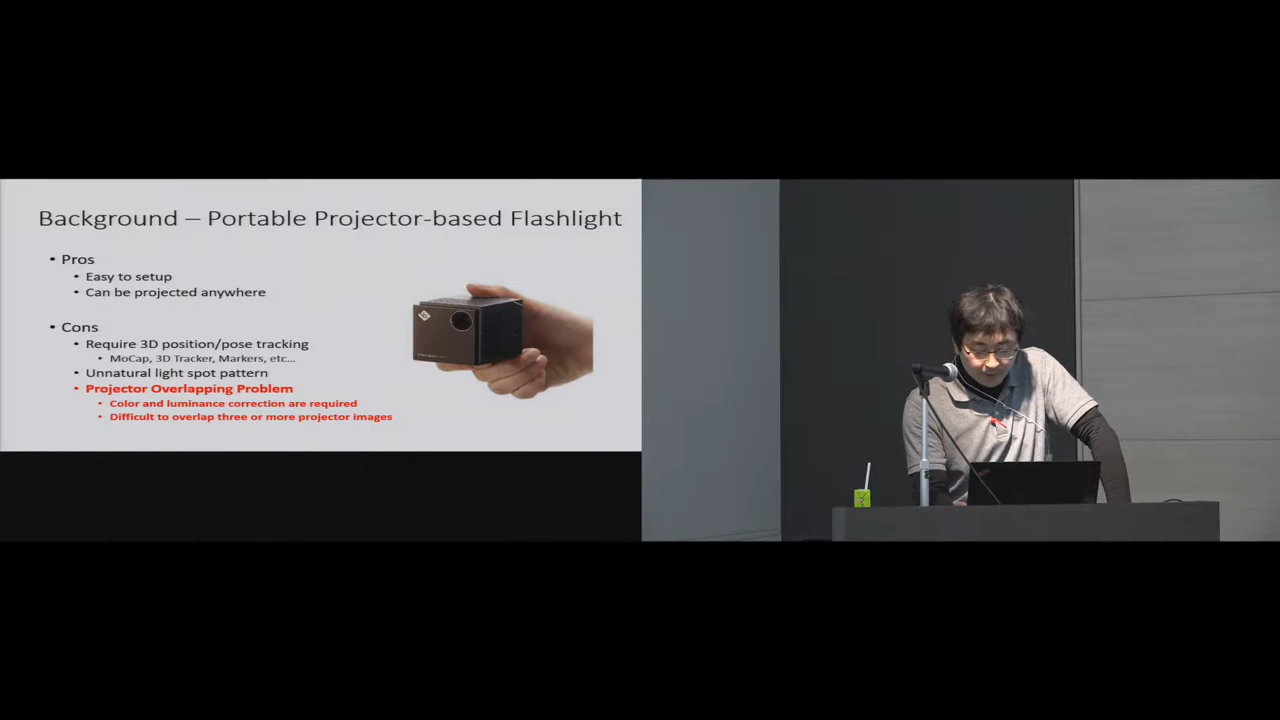 Background – Portable Projector-based Flashlight
• Pros
• Easy to setup
• Can be projected anywhere
• Cons
• Require 3D position/pose tracking
• MoCap, 3D Tracker, Markers, etc...
• Unnatural light spot pattern
• Projector Overlapping Problem
• Color and luminance correction are required
• Difficult to overlap three or more projector images